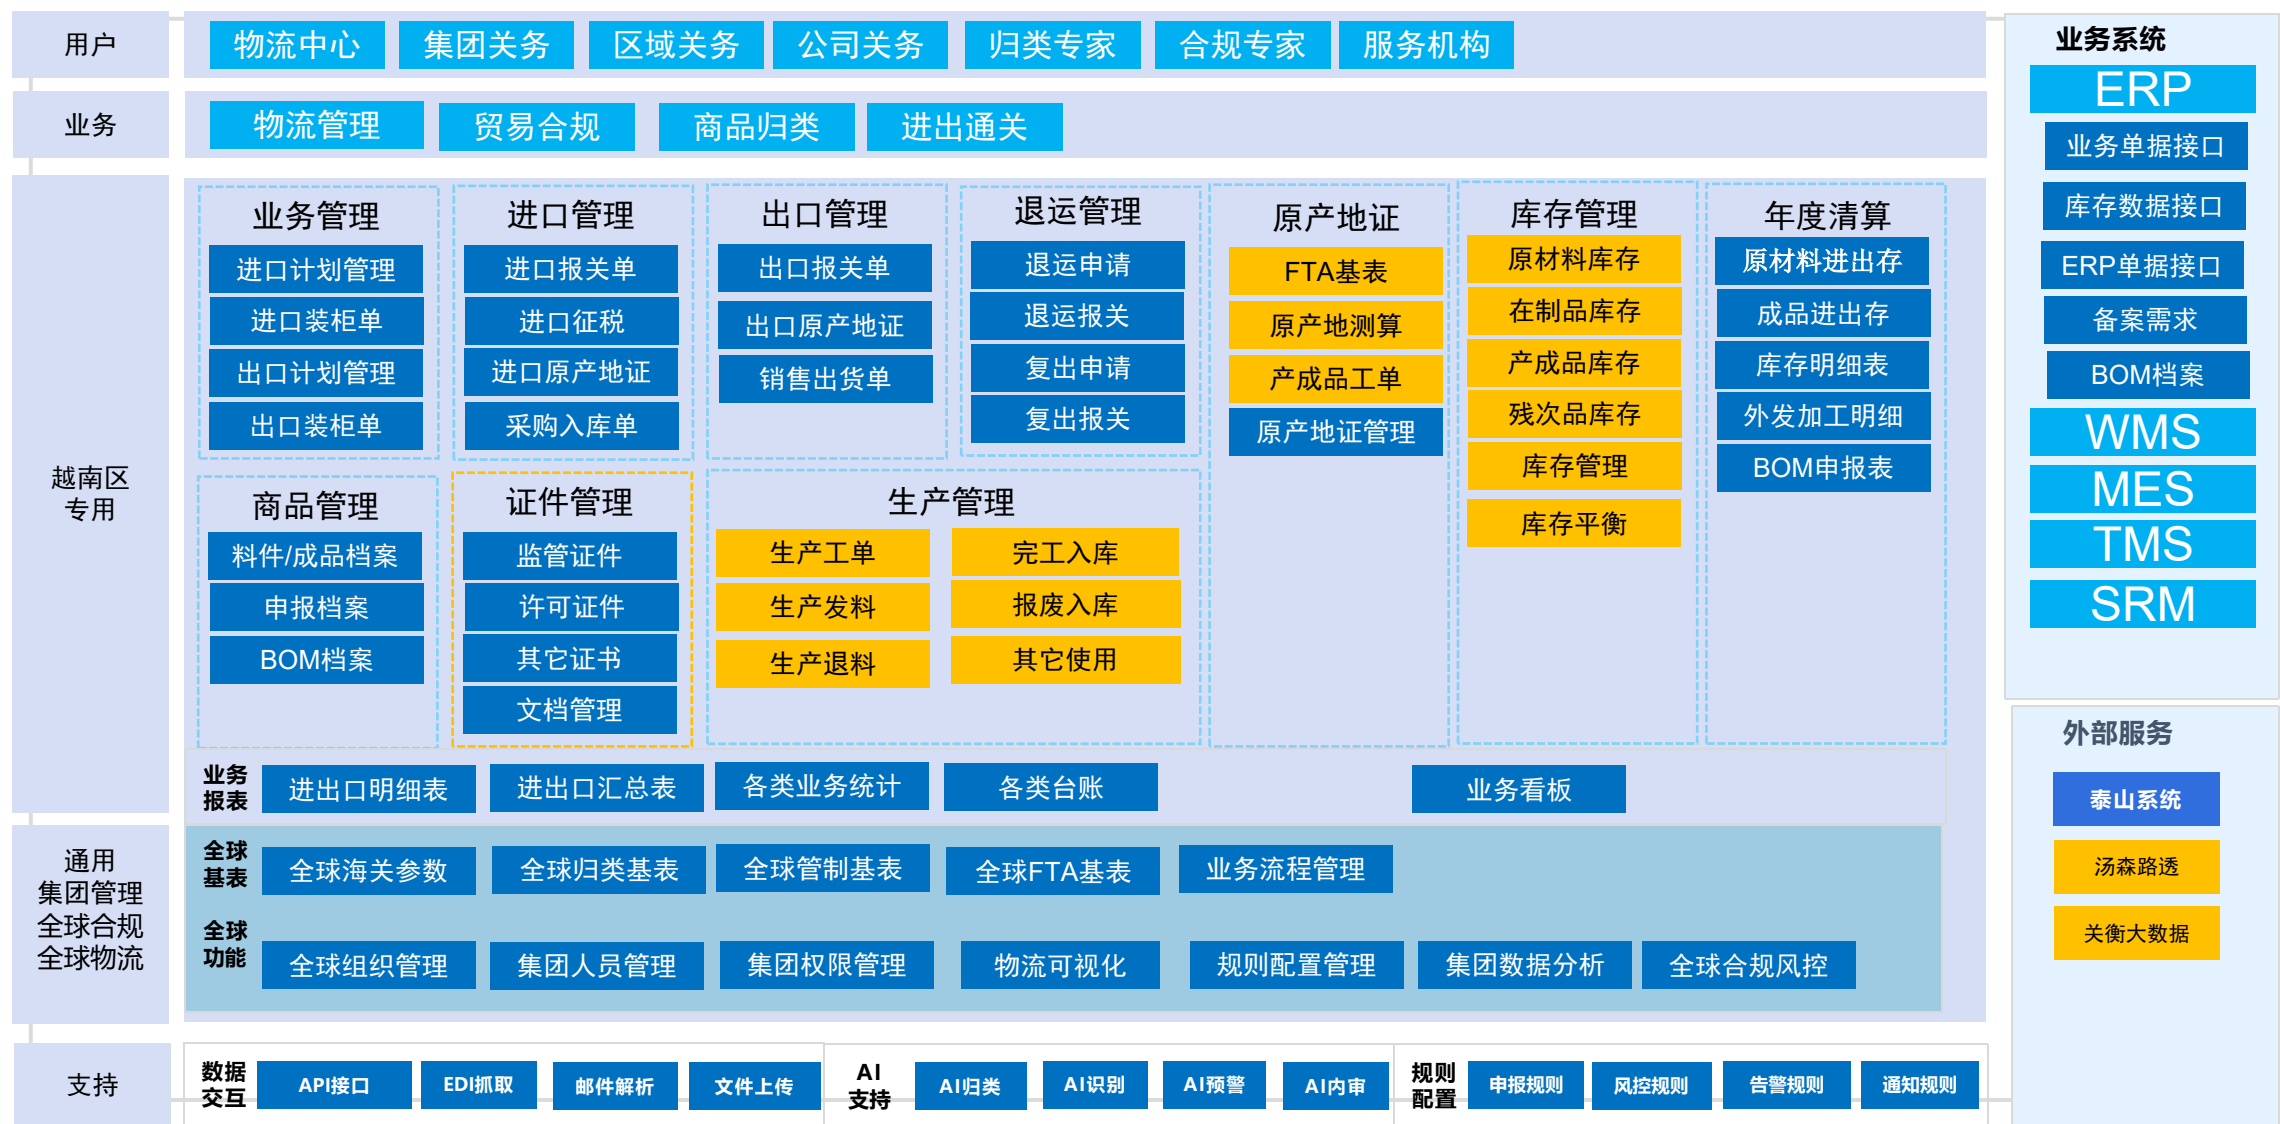 用户
物流中心
集团关务
区域关务
公司关务
归类专家
合规专家
服务机构
业务
物流管理
贸易合规
商品归类
进出通关
越南区
专用
业务管理
进口计划管理
进口装柜单
出口计划管理
出口装柜单
进口管理
进口报关单
进口征税
进口原产地证
采购入库单
出口管理
出口报关单
出口原产地证
销售出货单
退运管理
退运申请
退运报关
复出申请
复出报关
原产地证
FTA基表
原产地测算
产成品工单
原产地证管理
库存管理
原材料库存
在制品库存
产成品库存
残次品库存
库存管理
库存平衡
年度清算
原材料进出存
成品进出存
库存明细表
外发加工明细
BOM申报表
商品管理
料件/成品档案
申报档案
BOM档案
证件管理
监管证件
许可证件
其它证书
文档管理
生产管理
生产工单
生产发料
生产退料
完工入库
报废入库
其它使用
业务
报表
进出口明细表
进出口汇总表
各类业务统计
各类台账
业务看板
通用
集团管理
全球合规
全球物流
全球
基表
全球海关参数
全球归类基表
全球管制基表
全球FTA基表
业务流程管理
全球
功能
全球组织管理
集团人员管理
集团权限管理
物流可视化
规则配置管理
集团数据分析
全球合规风控
支持
数据
交互
API接口
EDI抓取
邮件解析
文件上传
AI
支持
AI归类
AI识别
AI预警
AI内审
规则
配置
申报规则
风控规则
告警规则
通知规则
业务系统
ERP
业务单据接口
库存数据接口
ERP单据接口
备案需求
BOM档案
WMS
MES
TMS
SRM
外部服务
泰山系统
汤森路透
关衡大数据